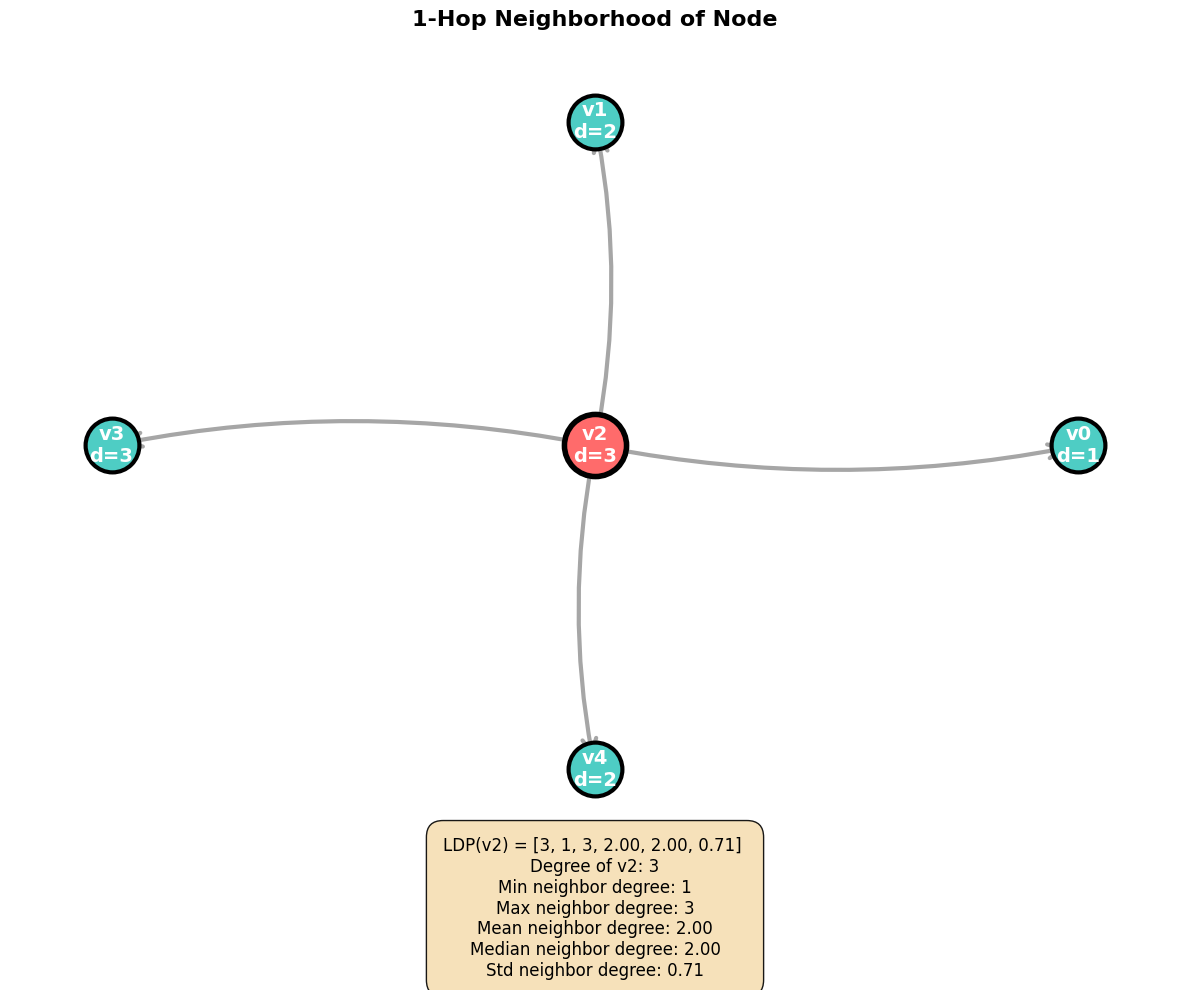 1-Hop Neighborhood of Node
v1
d=2
v3
d=3
v2
d=3
v0
d=1
v4
d=2
LDP(v2) = [3, 1, 3, 2.00, 2.00, 0.71]
Degree of v2: 3
Min neighbor degree: 1
Max neighbor degree: 3
Mean neighbor degree: 2.00
Median neighbor degree: 2.00
Std neighbor degree: 0.71